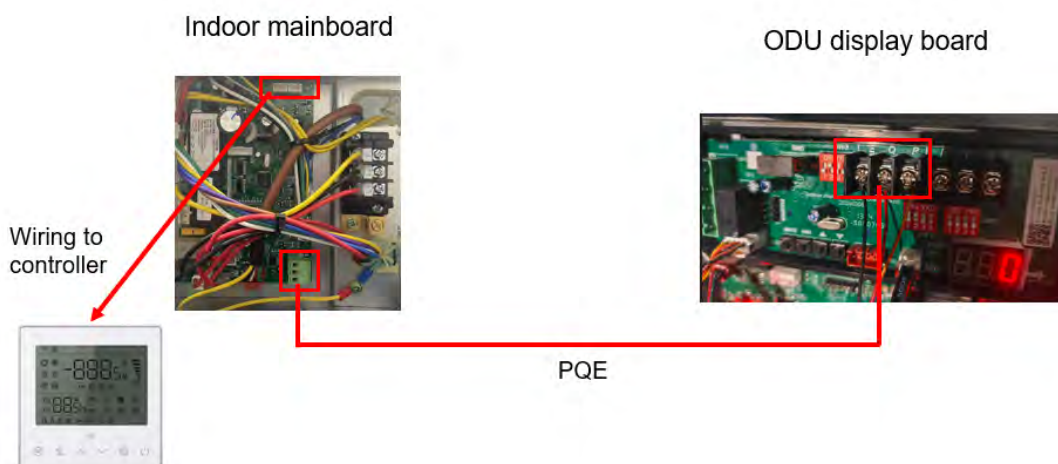 Indoor mainboard
ODU display board
E Q P
Wiring to
controller
PQE